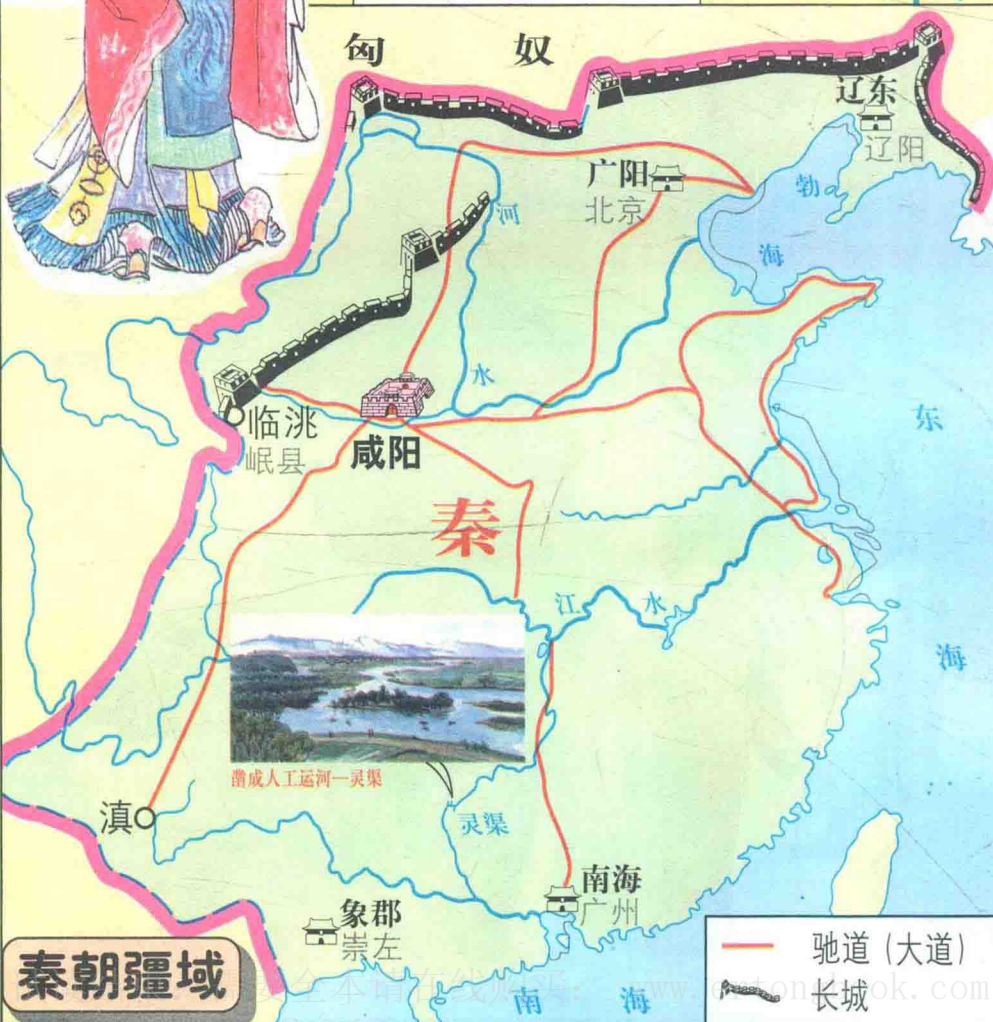 匈 奴
辽东
辽阳
广阳
北京
勃
海
河
水
临洮
岷县
咸阳
秦
东
海
江 水
凿成人工运河—灵渠
滇
灵渠
南海
广州
象郡
崇左
南 海
秦朝疆域
驰道(大道)
长城